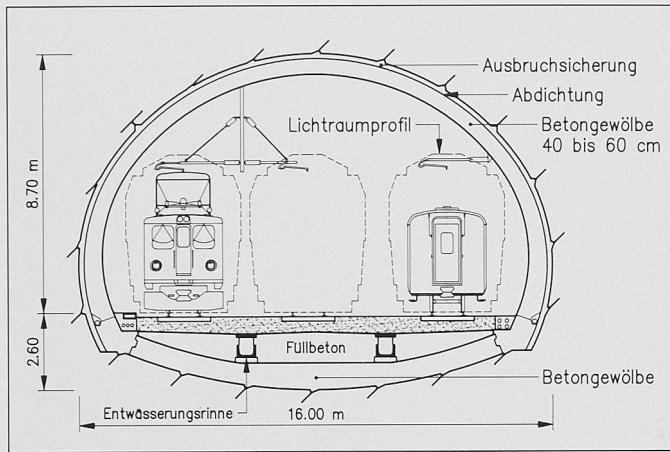 Ausbruchsicherung
Abdichtung
Lichtraumprofil
Betongewölbe
40 bis 60 cm
8.70 m
2.60
Füllbeton
Betongewölbe
Entwässerungsrinne
16.00 m